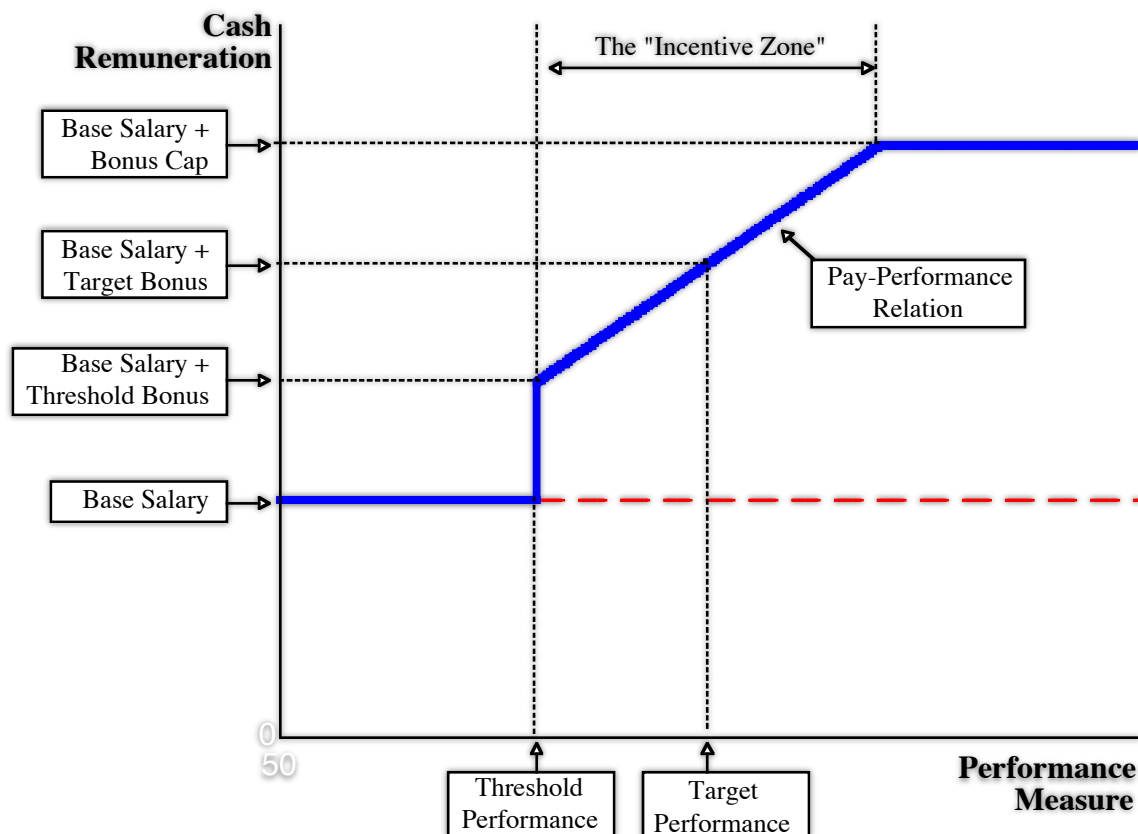 Cash
Remuneration
The "Incentive Zone"
Base Salary +
Bonus Cap
Base Salary +
Target Bonus
Pay-Performance
Relation
Base Salary +
Threshold Bonus
Base Salary
0
50
Threshold
Performance
Target
Performance
Performance
Measure